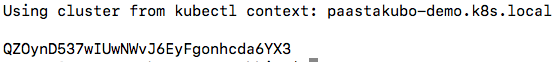 Using cluster from kubectl context: paastakubo-demo.k8s.local
QZOynD537wIUwNWvJ6EyFgonhcda6YX3